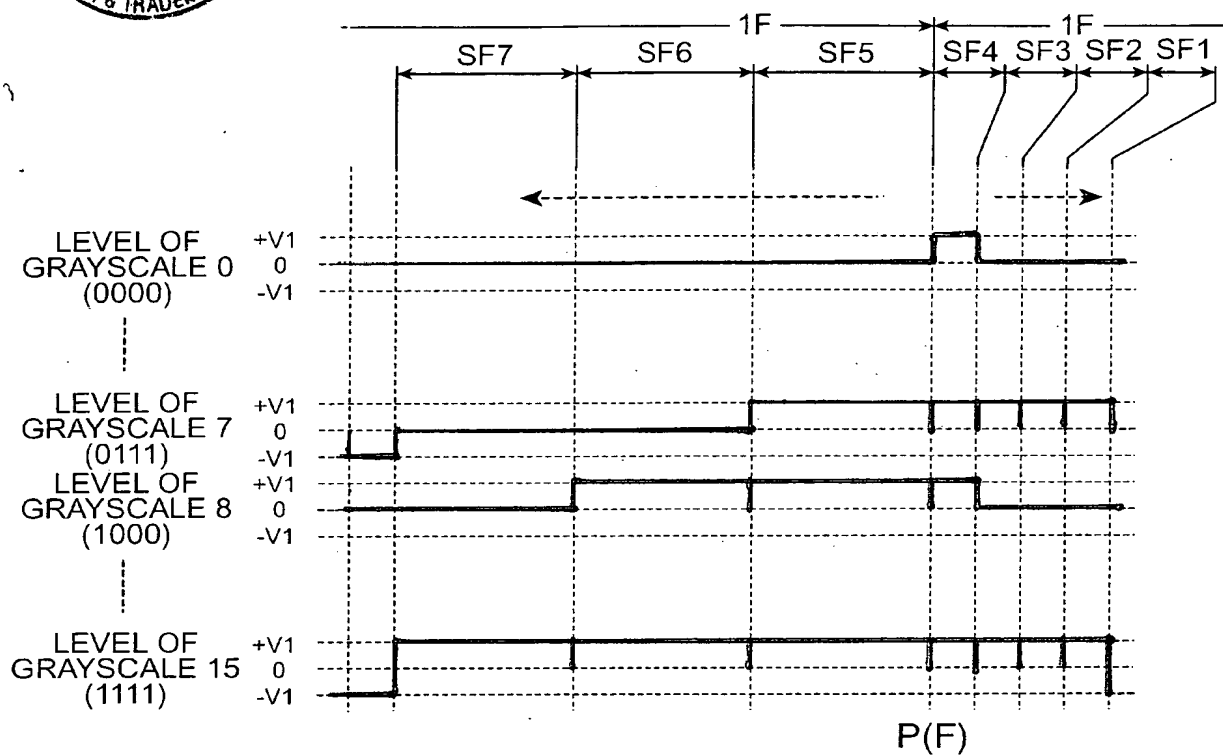 & TRADEM
1F 1F
SF7 SF6 SF5 SF4 SF3 SF2 SF1
LEVEL OF
GRAYSCALE 0
(0000)
+V1
0
-V1
LEVEL OF
GRAYSCALE 7
(0111)
+V1
0
-V1
LEVEL OF
GRAYSCALE 8
(1000)
+V1
0
-V1
LEVEL OF
GRAYSCALE 15
(1111)
+V1
0
-V1
P(F)